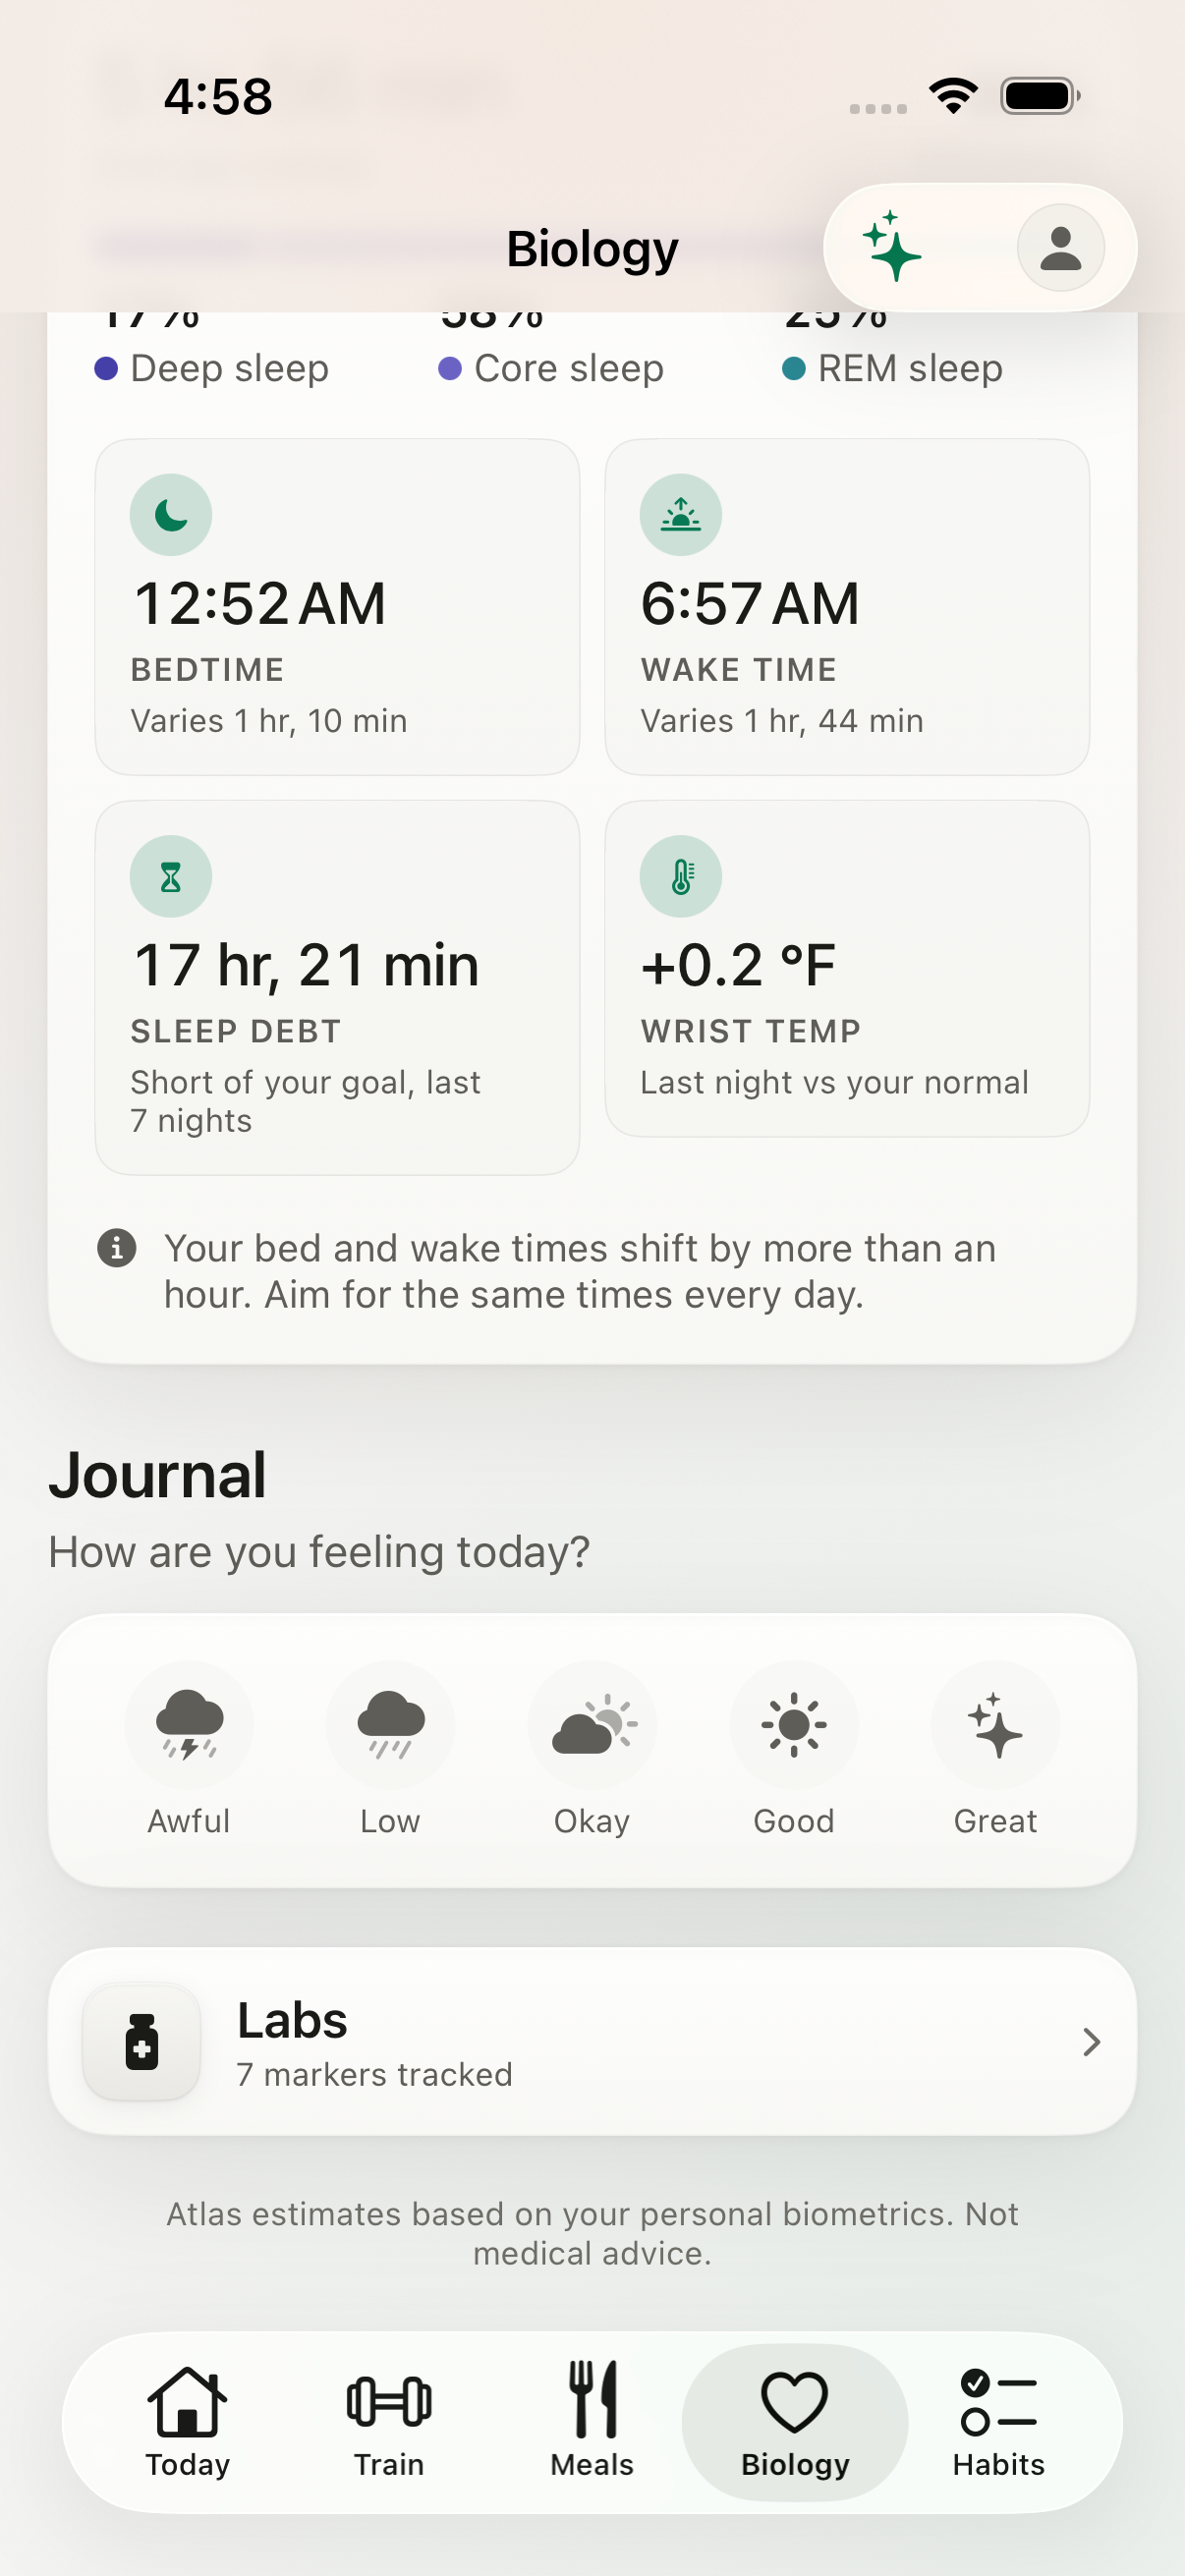 4:58
Biology
17%
58%
25%
Deep sleep
Core sleep
REM sleep
12:52 AM
BEDTIME
Varies 1 hr, 10 min
6:57 AM
WAKE TIME
Varies 1 hr, 44 min
17 hr, 21 min
SLEEP DEBT
Short of your goal, last
7 nights
+0.2 °F
WRIST TEMP
Last night vs your normal
Your bed and wake times shift by more than an
hour. Aim for the same times every day.
Journal
How are you feeling today?
Awful
Low
Okay
Good
Great
Labs
7 markers tracked
Atlas estimates based on your personal biometrics. Not
medical advice.
Today
Train
Meals
Biology
Habits